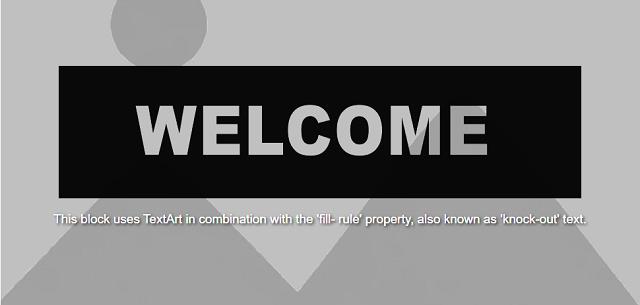 WELCOME
This block uses TextArt in combination with the 'fill- rule' property, also known as 'knock-out' text.